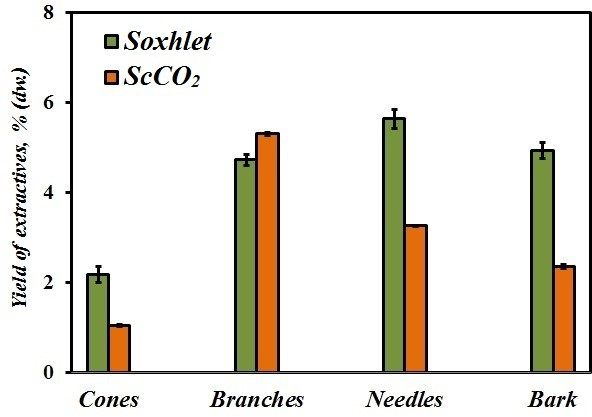 Yield of extractives, % (dw.)
8
6
4
2
0
Soxhlet
ScCO₂
Cones
Branches
Needles
Bark